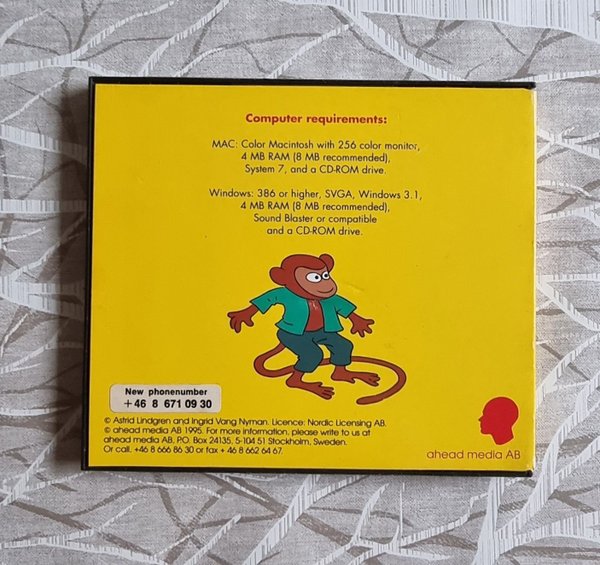 Computer requirements:
MAC: Color Macintosh with 256 color monitor,
4 MB RAM (8 MB recommended),
System 7, and a CD-ROM drive.
Windows: 386 or higher, SVGA, Windows 3.1,
4 MB RAM (8 MB recommended),
Sound Blaster or compatible
and a CD-ROM drive.
New phonenumber
+46 8 671 09 30
© Astrid Lindgren and Ingrid Vang Nyman. Licence: Nordic Licensing AB.
© ahead media AB 1995. For more information, please write to us at
ahead media AB, P.O. Box 24135, S-104 51 Stockholm, Sweden.
Or call. +46 8 666 86 30 or fax + 46 8 662 64 67.
ahead media AB